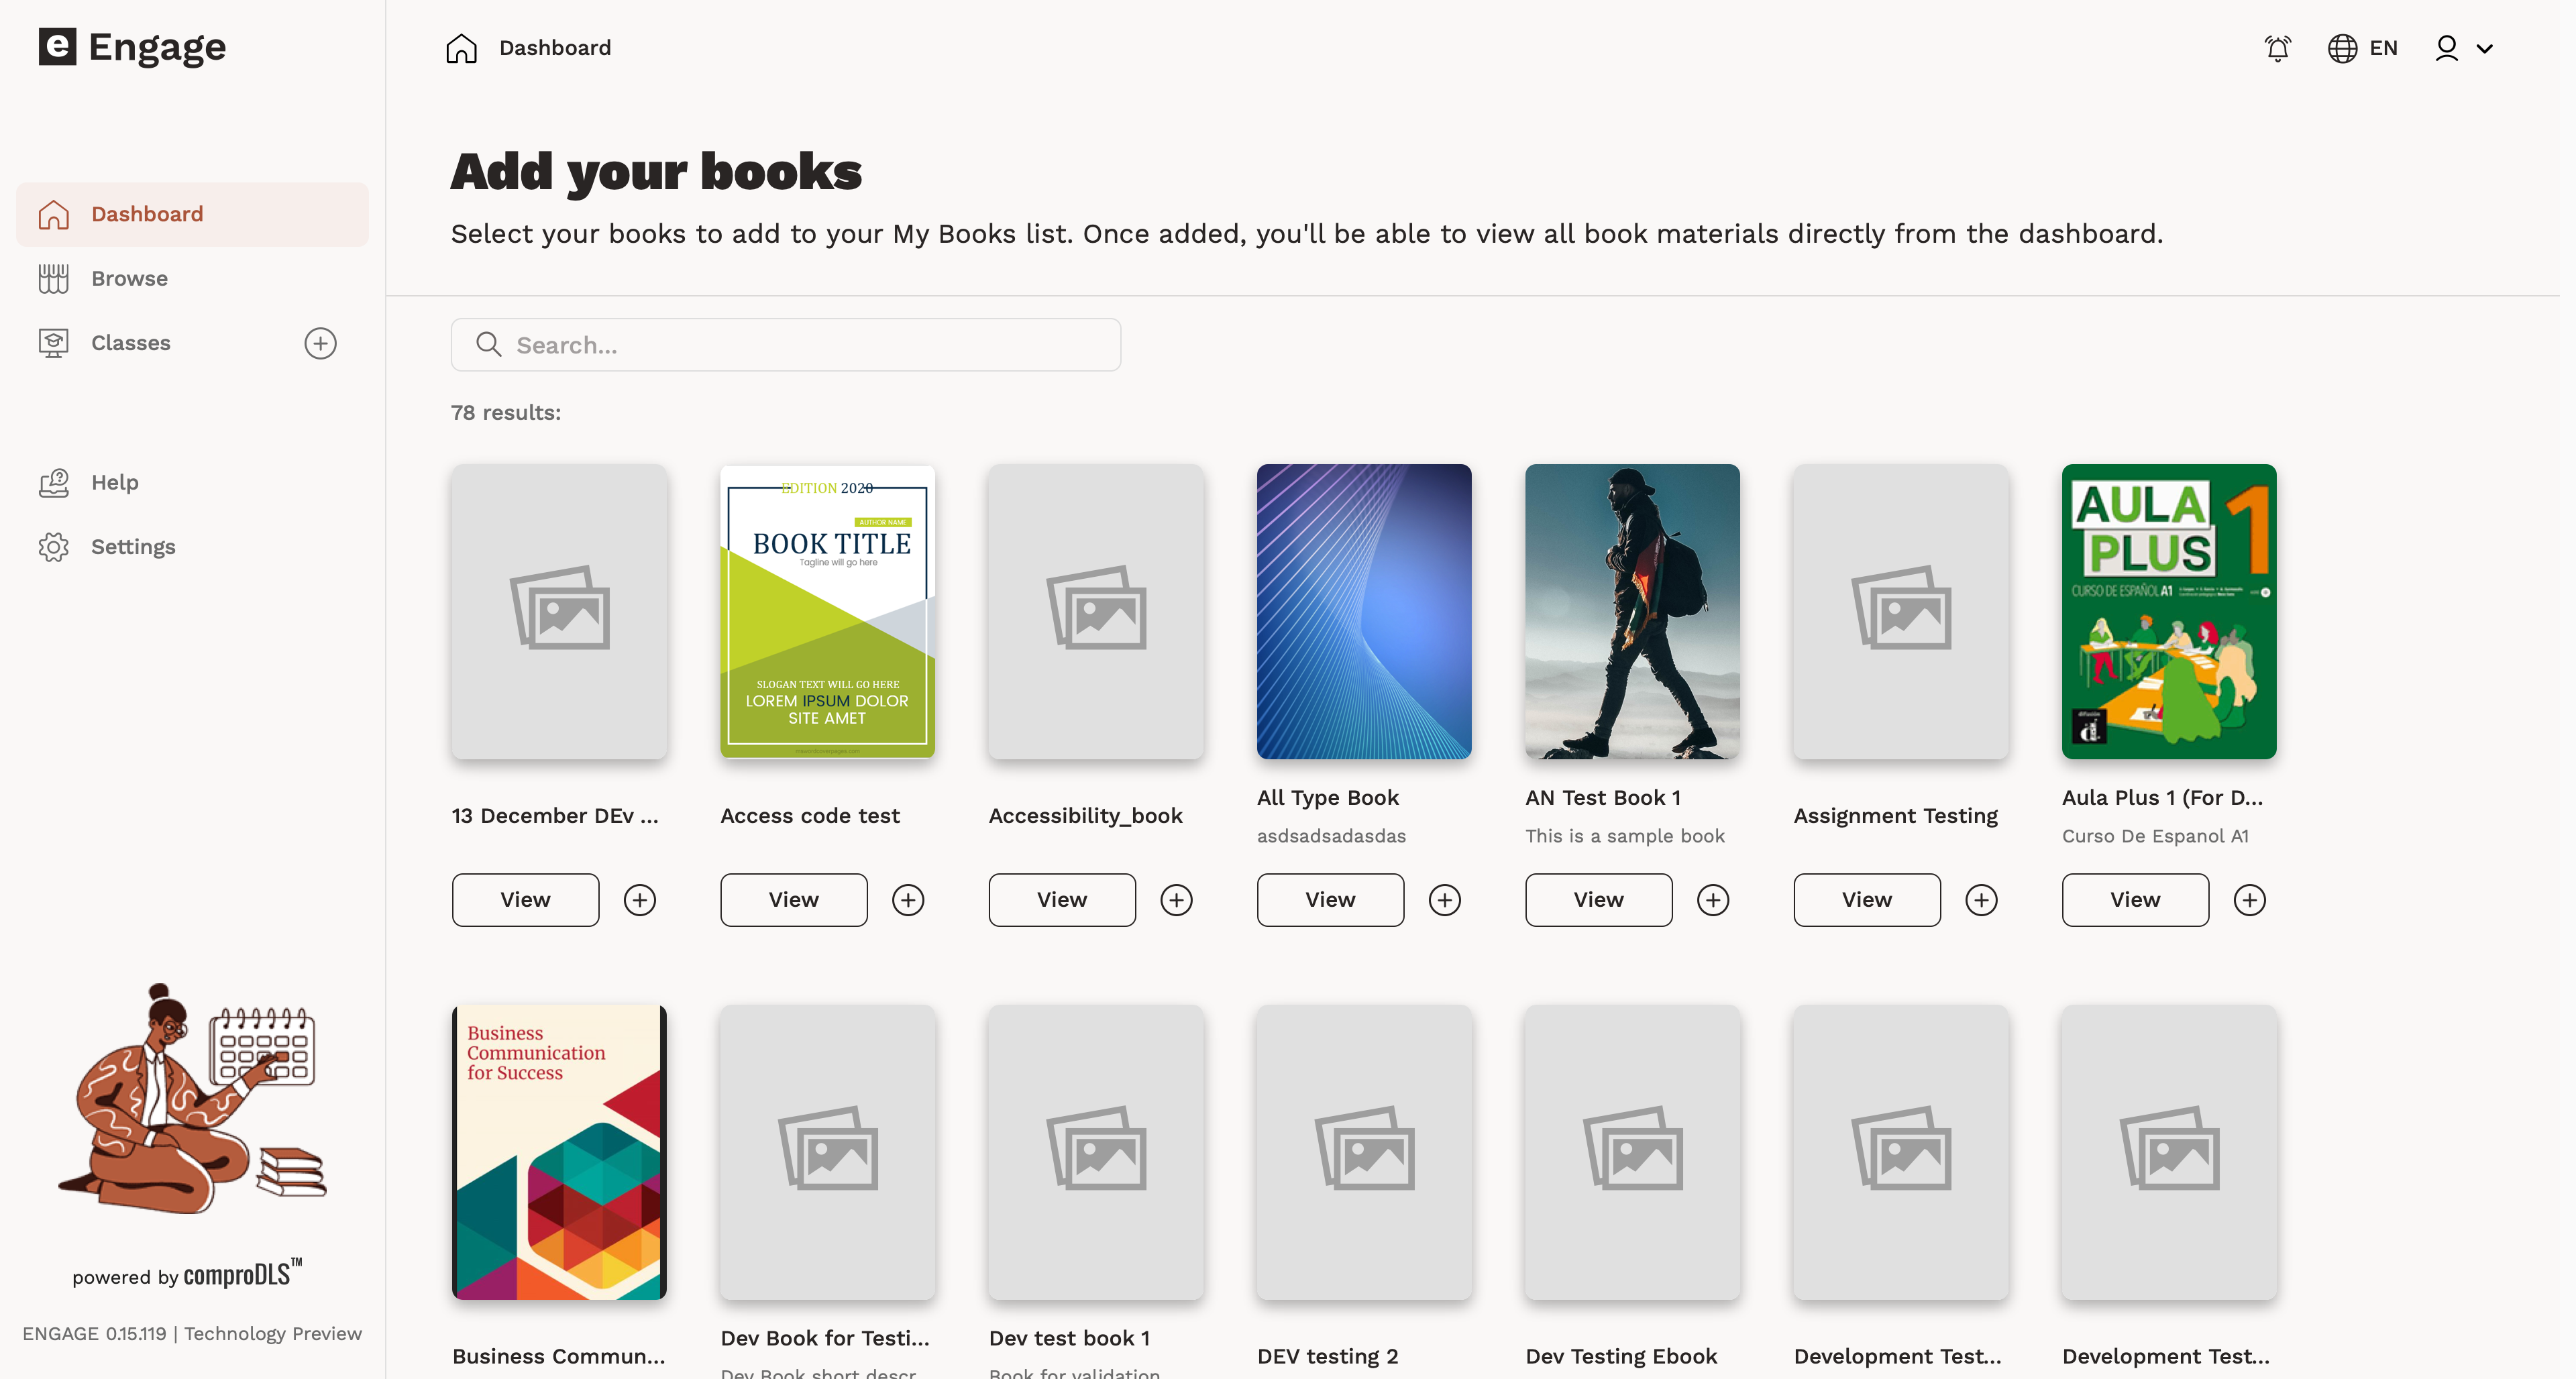 e Engage
Dashboard
EN
Dashboard
Browse
Classes
Help
Settings
Add your books
Select your books to add to your My Books list. Once added, you'll be able to view all book materials directly from the dashboard.
Search...
78 results:
EDITION 2020
AUTHOR NAME
BOOK TITLE
Tagline will go here
SLOGAN TEXT WILL GO HERE
LOREM IPSUM DOLOR
SITE AMET
AULA 1
PLUS
CURSO DE ESPAÑOL A1
13 December DEv ...
Access code test
Accessibility_book
All Type Book
asdsadsadasdas
AN Test Book 1
This is a sample book
Assignment Testing
Aula Plus 1 (For D...
Curso De Espanol A1
View
View
View
View
View
View
View
Business
Communication
for Success
Business Commun...
Dev Book for Testi...
Dev Book short descr
Dev test book 1
Book for validation
DEV testing 2
Dev Testing Ebook
Development Test...
Development Test...
powered by comproDLS™
ENGAGE 0.15.119 | Technology Preview